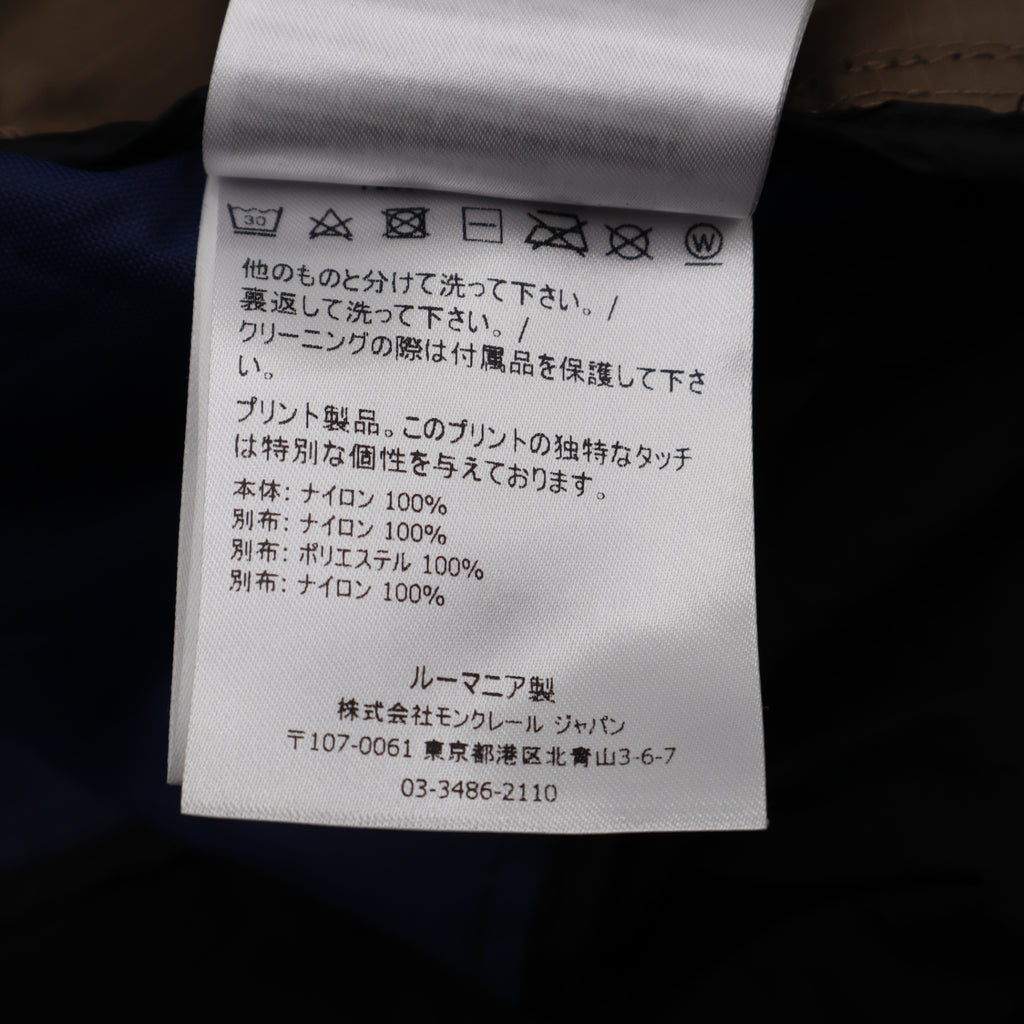 30
W
他のものと分けて洗って下さい。/
裏返して洗って下さい。/
クリーニングの際は付属品を保護して下さ
い。
プリント製品。このプリントの独特なタッチ
は特別な個性を与えております。
本体: ナイロン 100%
別布: ナイロン 100%
別布: ポリエステル 100%
別布: ナイロン 100%
ルーマニア製
株式会社モンクレール ジャパン
〒107-0061 東京都港区北青山3-6-7
03-3486-2110